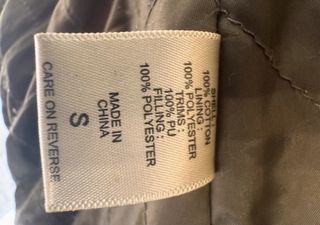 SHELL :
100% COTTON
LINING :
100% POLYESTER
TRIMS :
100% PU
FILLING :
100% POLYESTER
MADE IN
CHINA
S
CARE ON REVERSE